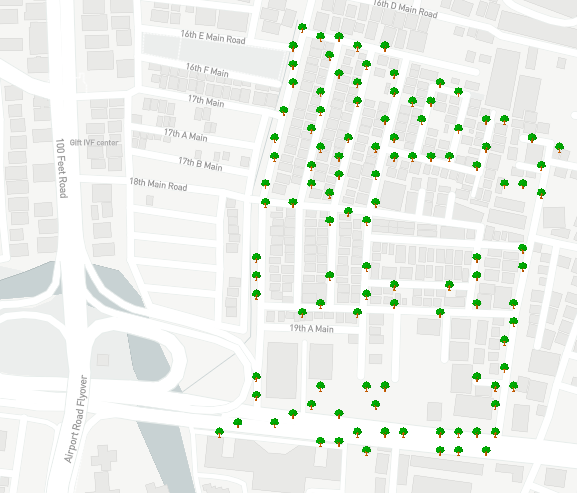 16th D Main Road
16th E Main Road
16th F Main
17th Main
17th A Main
Gift IVF center
17th B Main
18th Main Road
100 Feet Road
19th A Main
Airport Road Flyover